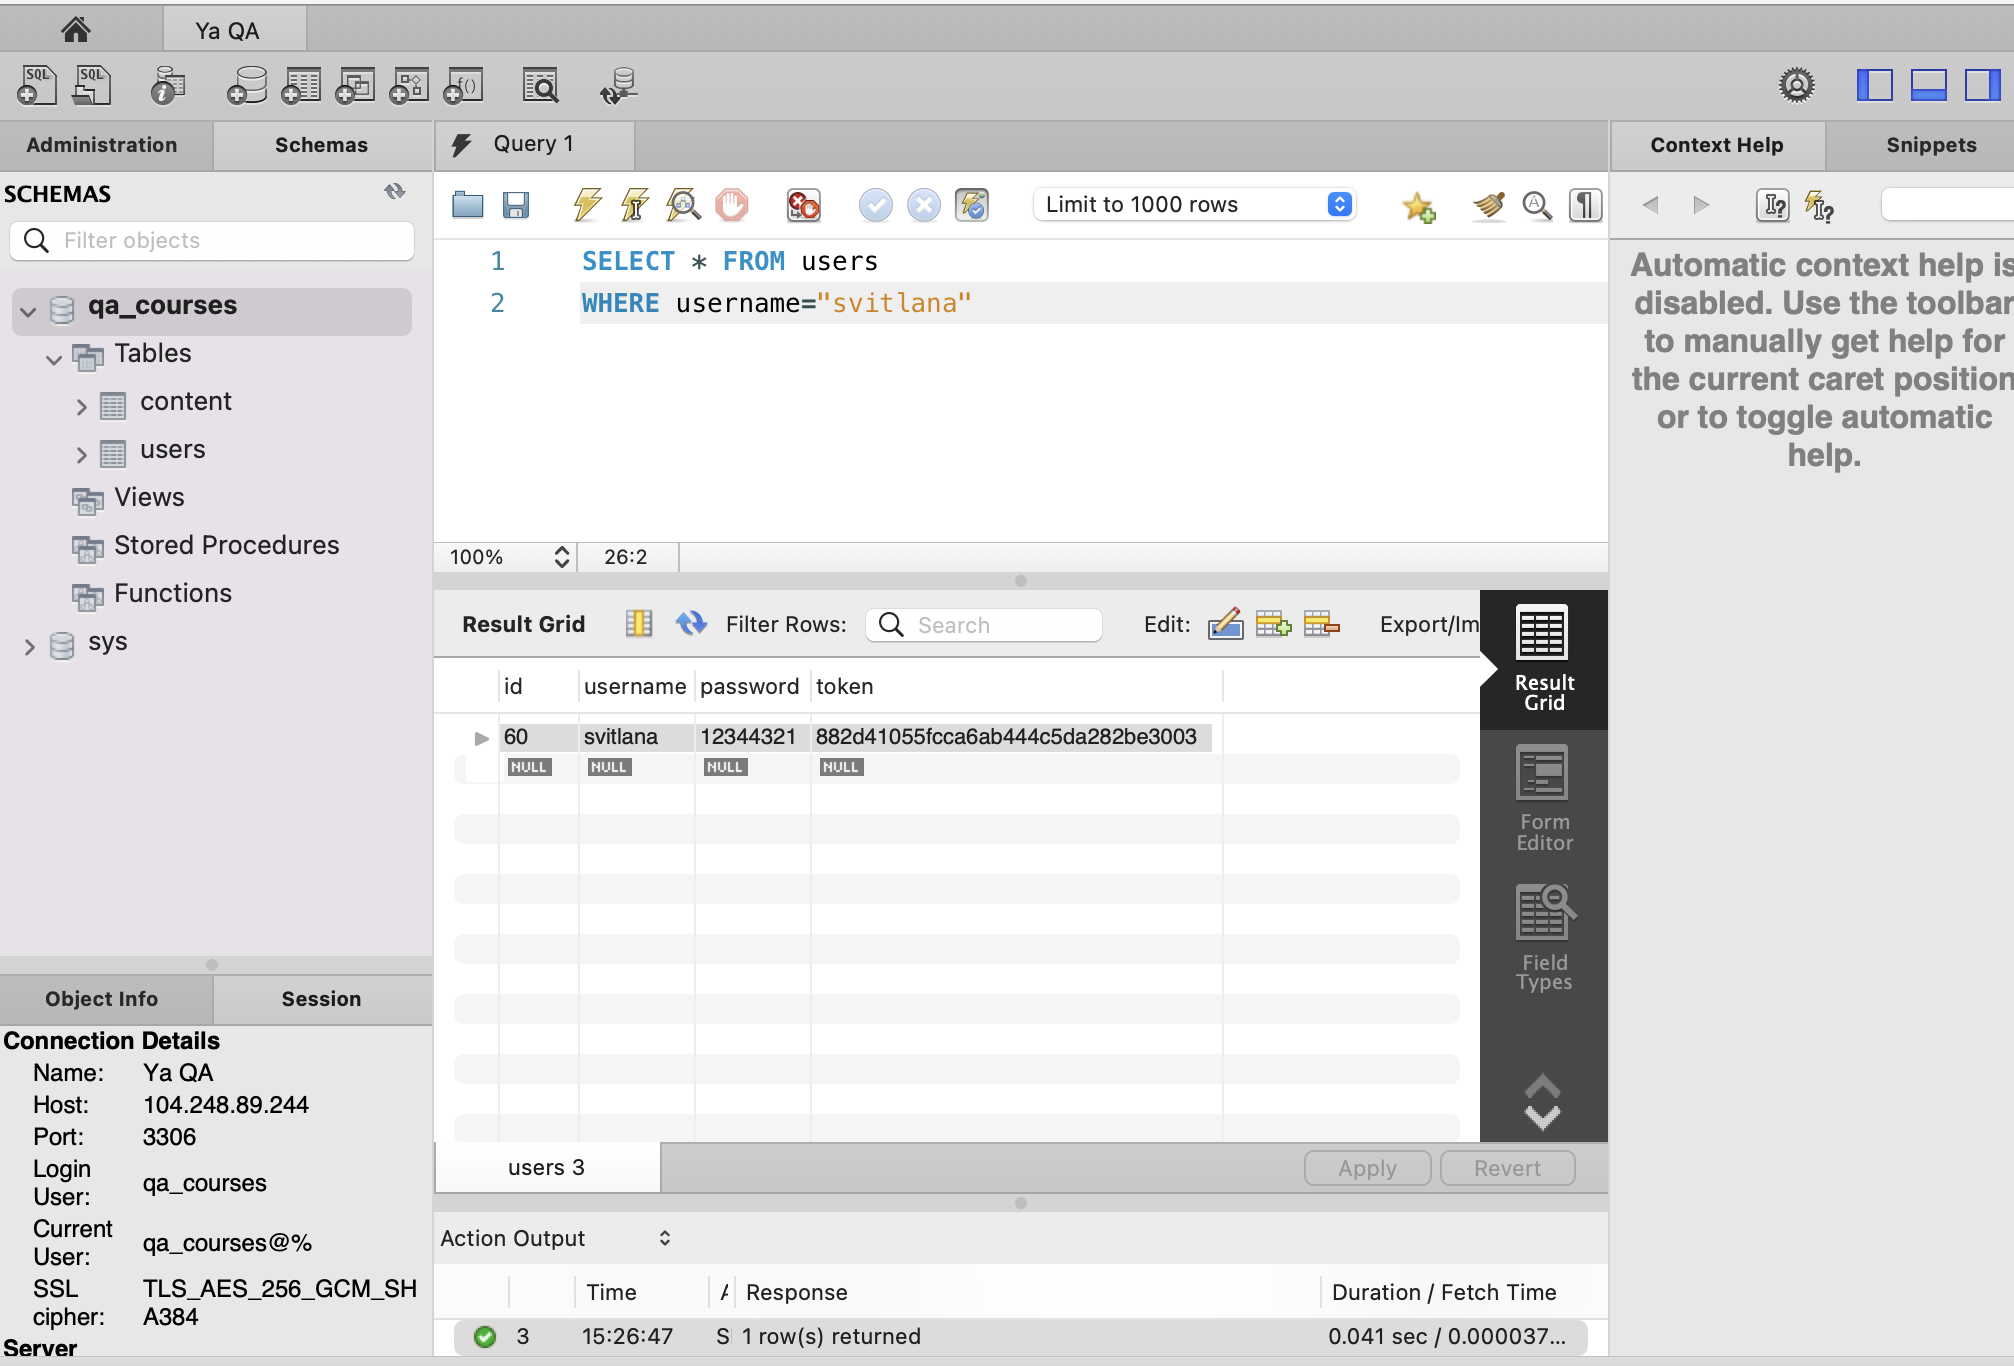 Ya QA
Administration
Schemas
SCHEMAS
Filter objects
qa_courses
Tables
content
users
Views
Stored Procedures
Functions
sys
Object Info
Session
Connection Details
Name: Ya QA
Host: 104.248.89.244
Port: 3306
Login User: qa_courses
Current User: qa_courses@%
SSL cipher: TLS_AES_256_GCM_SHA384
Server
Query 1
Limit to 1000 rows
1 SELECT * FROM users
2 WHERE username="svitlana"
100% 26:2
Result Grid
Filter Rows:
Search
Edit:
Export/Im
id username password token
60 svitlana 12344321 882d41055fcca6ab444c5da282be3003
NULL NULL NULL NULL
Result Grid
Form Editor
Field Types
users 3
Apply
Revert
Action Output
Time
Response
Duration / Fetch Time
3 15:26:47 S 1 row(s) returned 0.041 sec / 0.000037...
Context Help
Snippets
Automatic context help is
disabled. Use the toolbar
to manually get help for
the current caret position
or to toggle automatic
help.